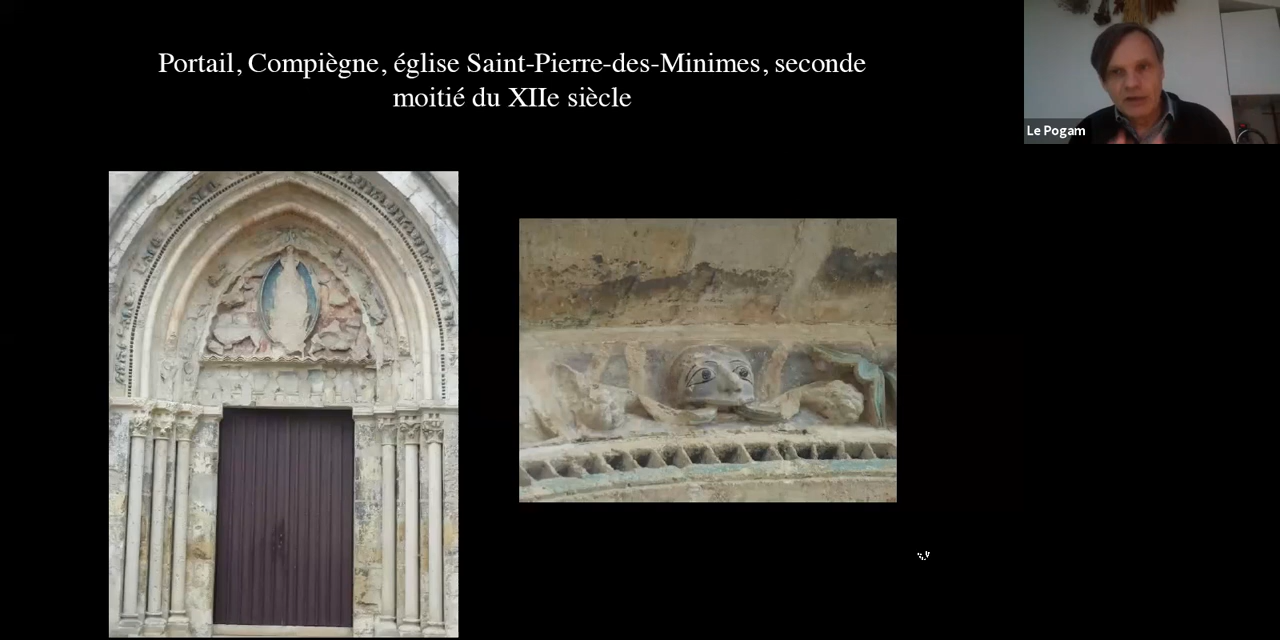 Portail, Compiègne, église Saint-Pierre-des-Minimes, seconde
moitié du XIIe siècle
Le Pogam